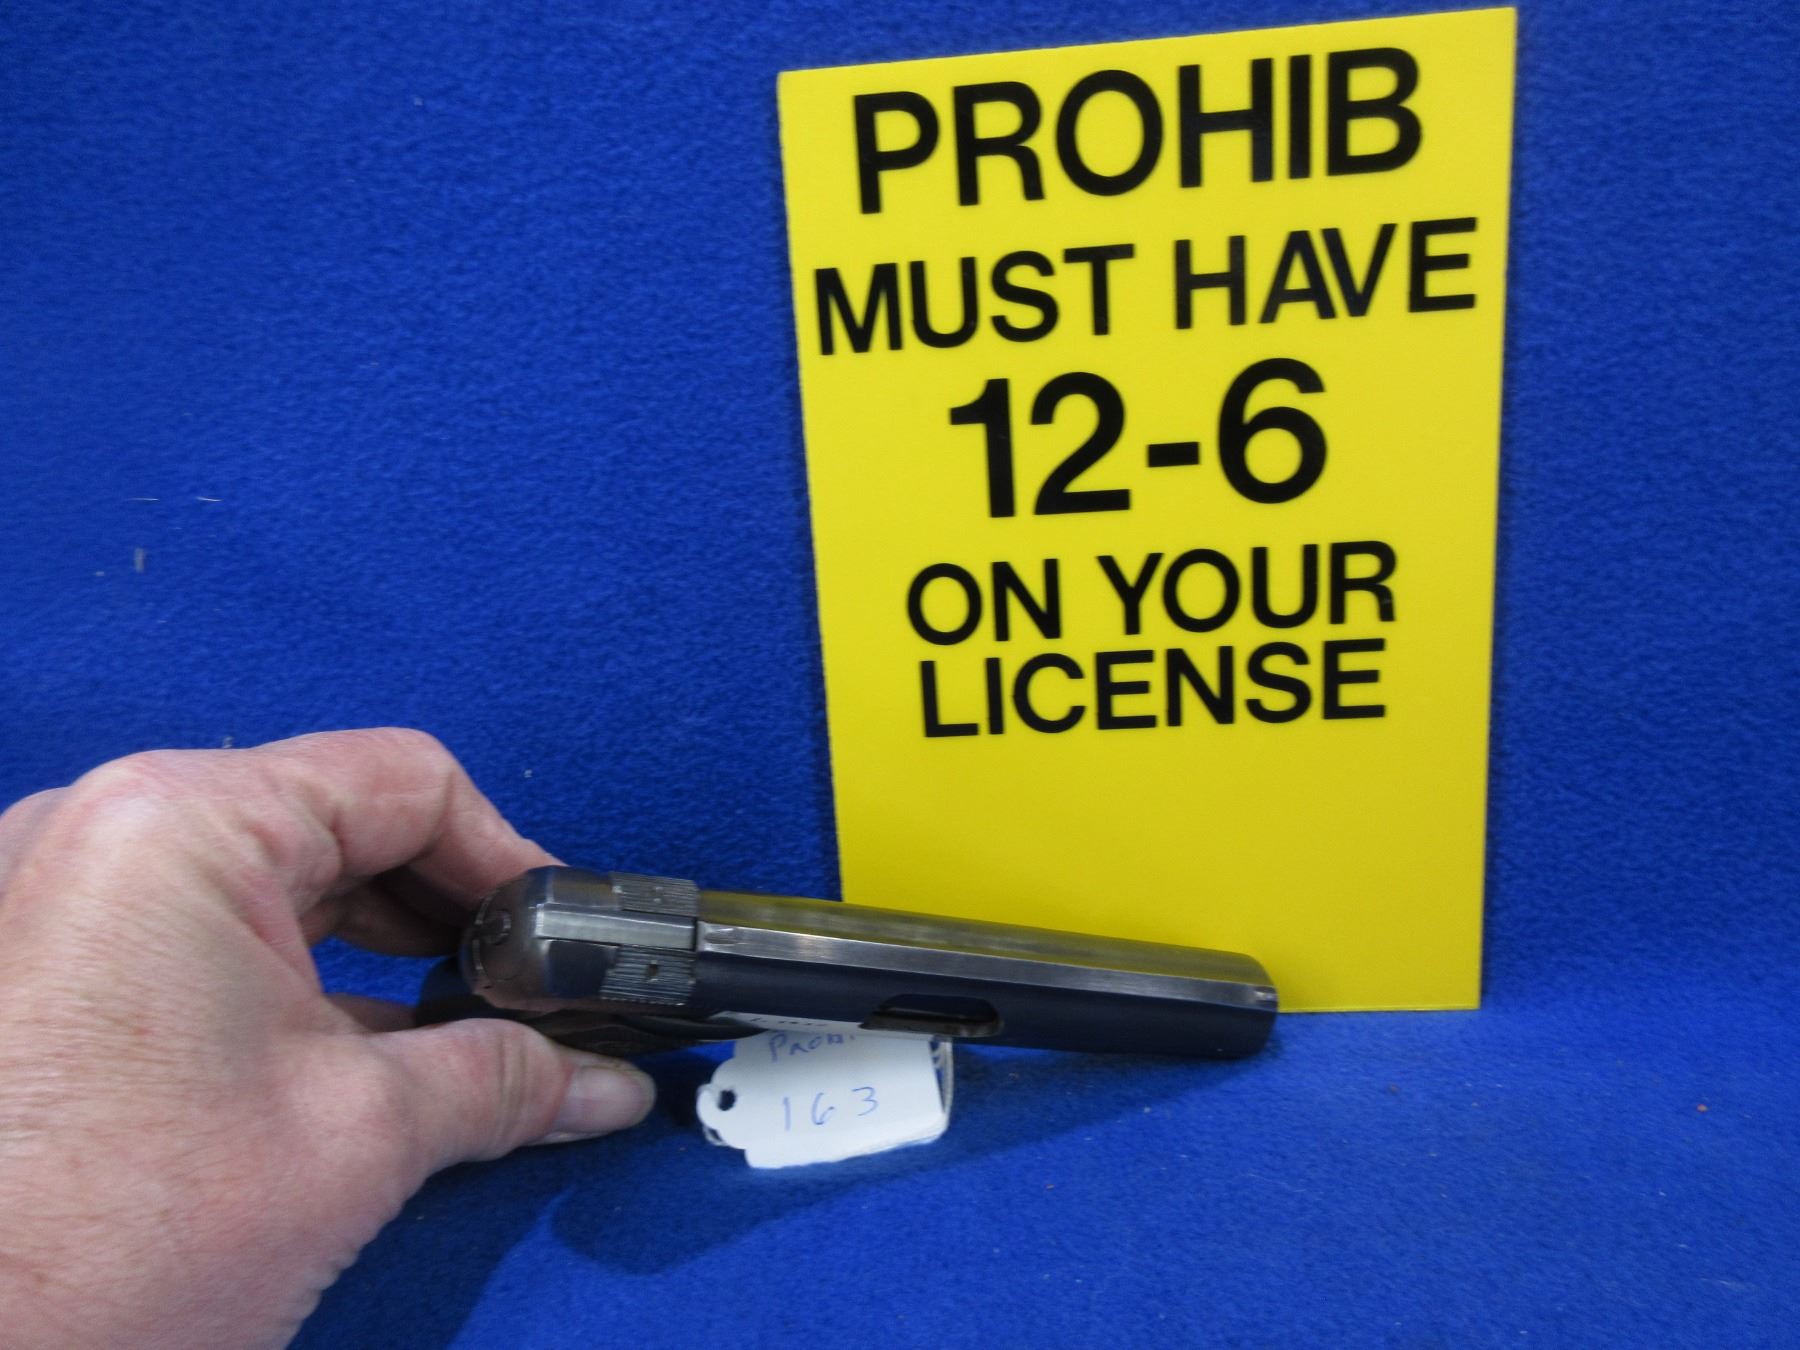 PROHIB
MUST HAVE
12-6
ON YOUR
LICENSE
163